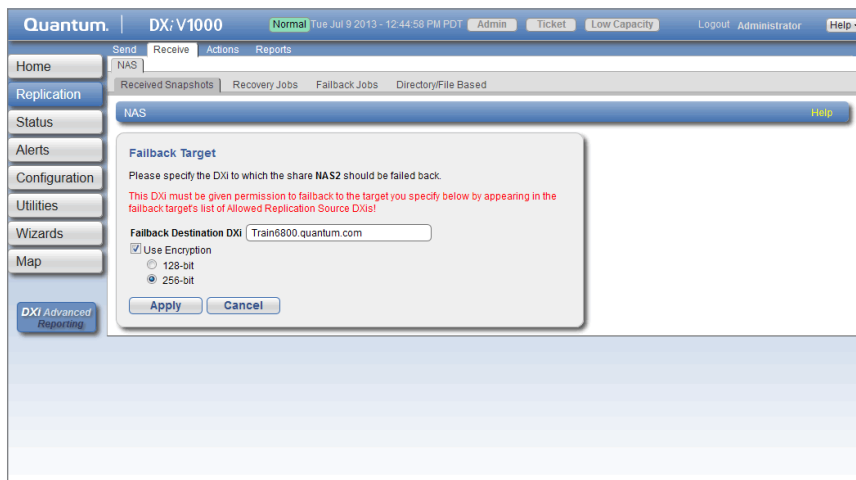 Quantum. DXi V1000 Normal Tue Jul 9 2013 - 12:44:58 PM PDT Admin Ticket Low Capacity Logout Administrator Help
Send Receive Actions Reports
Home
NAS
Received Snapshots Recovery Jobs Failback Jobs Directory/File Based
Replication
NAS Help
Status
Alerts
Failback Target
Configuration
Please specify the DXi to which the share NAS2 should be failed back.
Utilities
This DXi must be given permission to failback to the target you specify below by appearing in the
failback target's list of Allowed Replication Source DXis!
Wizards
Failback Destination DXi Train6800.quantum.com
Use Encryption
Map
128-bit
256-bit
Apply Cancel
DXi Advanced
Reporting